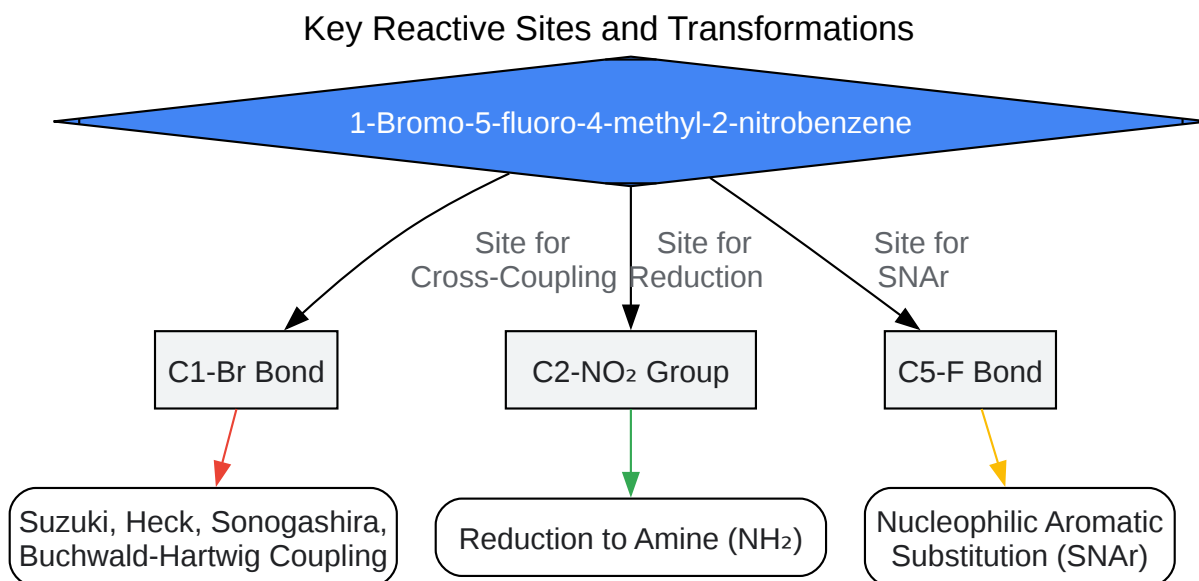 Key Reactive Sites and Transformations
1-Bromo-5-fluoro-4-methyl-2-nitrobenzene
Site for
Cross-Coupling
Site for
Reduction
Site for
SNAr
C1-Br Bond
C2-NO₂ Group
C5-F Bond
Suzuki, Heck, Sonogashira,
Buchwald-Hartwig Coupling
Reduction to Amine (NH₂)
Nucleophilic Aromatic
Substitution (SNAr)